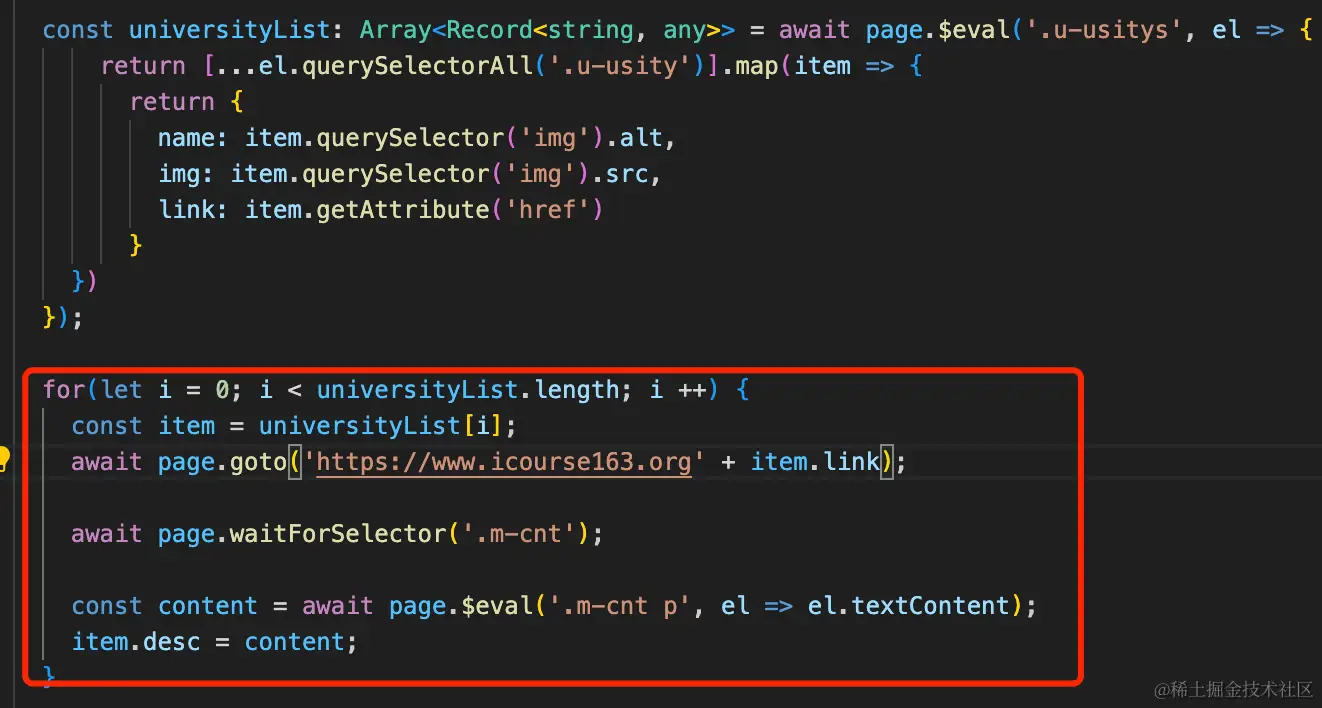 const universityList: Array<Record<string, any>> = await page.$eval('.u-usitys', el => {
return [...el.querySelectorAll('.u-usity')].map(item => {
return {
name: item.querySelector('img').alt,
img: item.querySelector('img').src,
link: item.getAttribute('href')
}
})
});
for(let i = 0; i < universityList.length; i ++) {
const item = universityList[i];
await page.goto('https://www.icourse163.org' + item.link);
await page.waitForSelector('.m-cnt');
const content = await page.$eval('.m-cnt p', el => el.textContent);
item.desc = content;
}
@稀土掘金技术社区